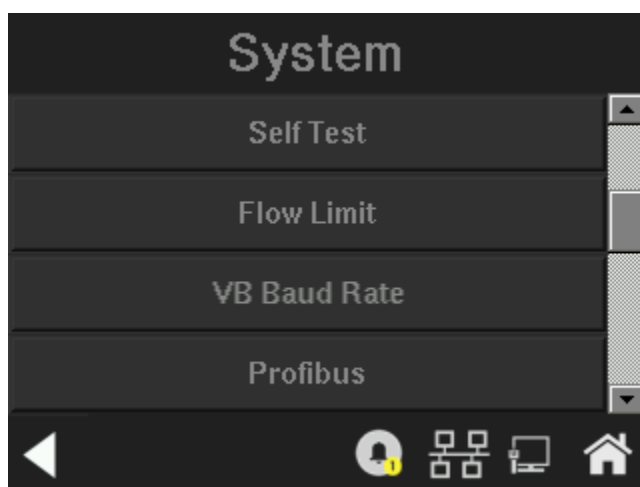 System
Self Test
Flow Limit
VB Baud Rate
Profibus
1